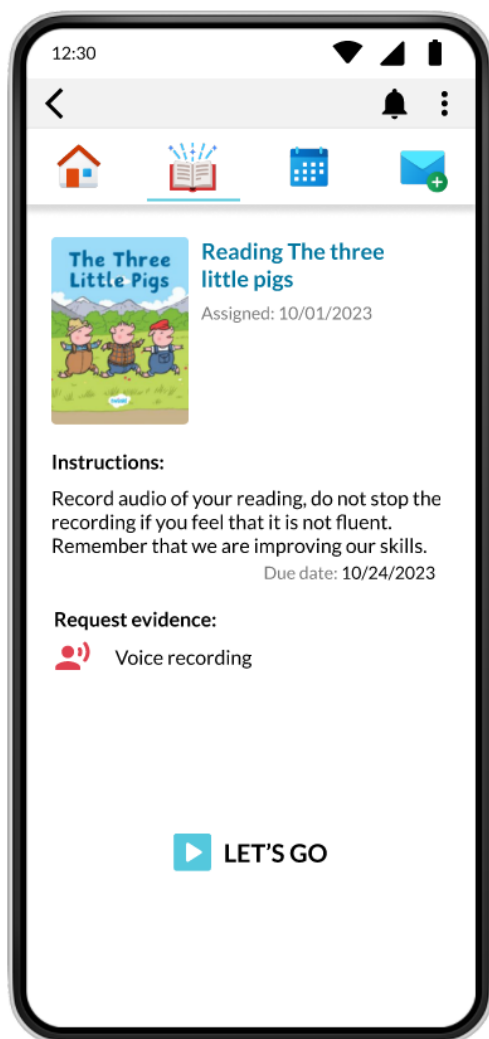 12:30
The Three
Little Pigs
Reading The three
little pigs
Assigned: 10/01/2023
Instructions:
Record audio of your reading, do not stop the
recording if you feel that it is not fluent.
Remember that we are improving our skills.
Due date: 10/24/2023
Request evidence:
Voice recording
LET'S GO